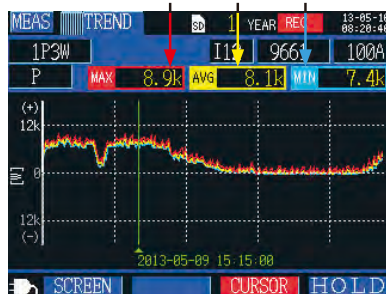 MEAS TREND SD 1 YEAR REC 13-05-16
08:20:46
1P3W I1 9661 100A
P MAX 8.9k AVG 8.1k MIN 7.4k
(+)
12k
[W]
0
12k
(-)
2013-05-09 15:15:00
SCREEN CURSOR HOLD